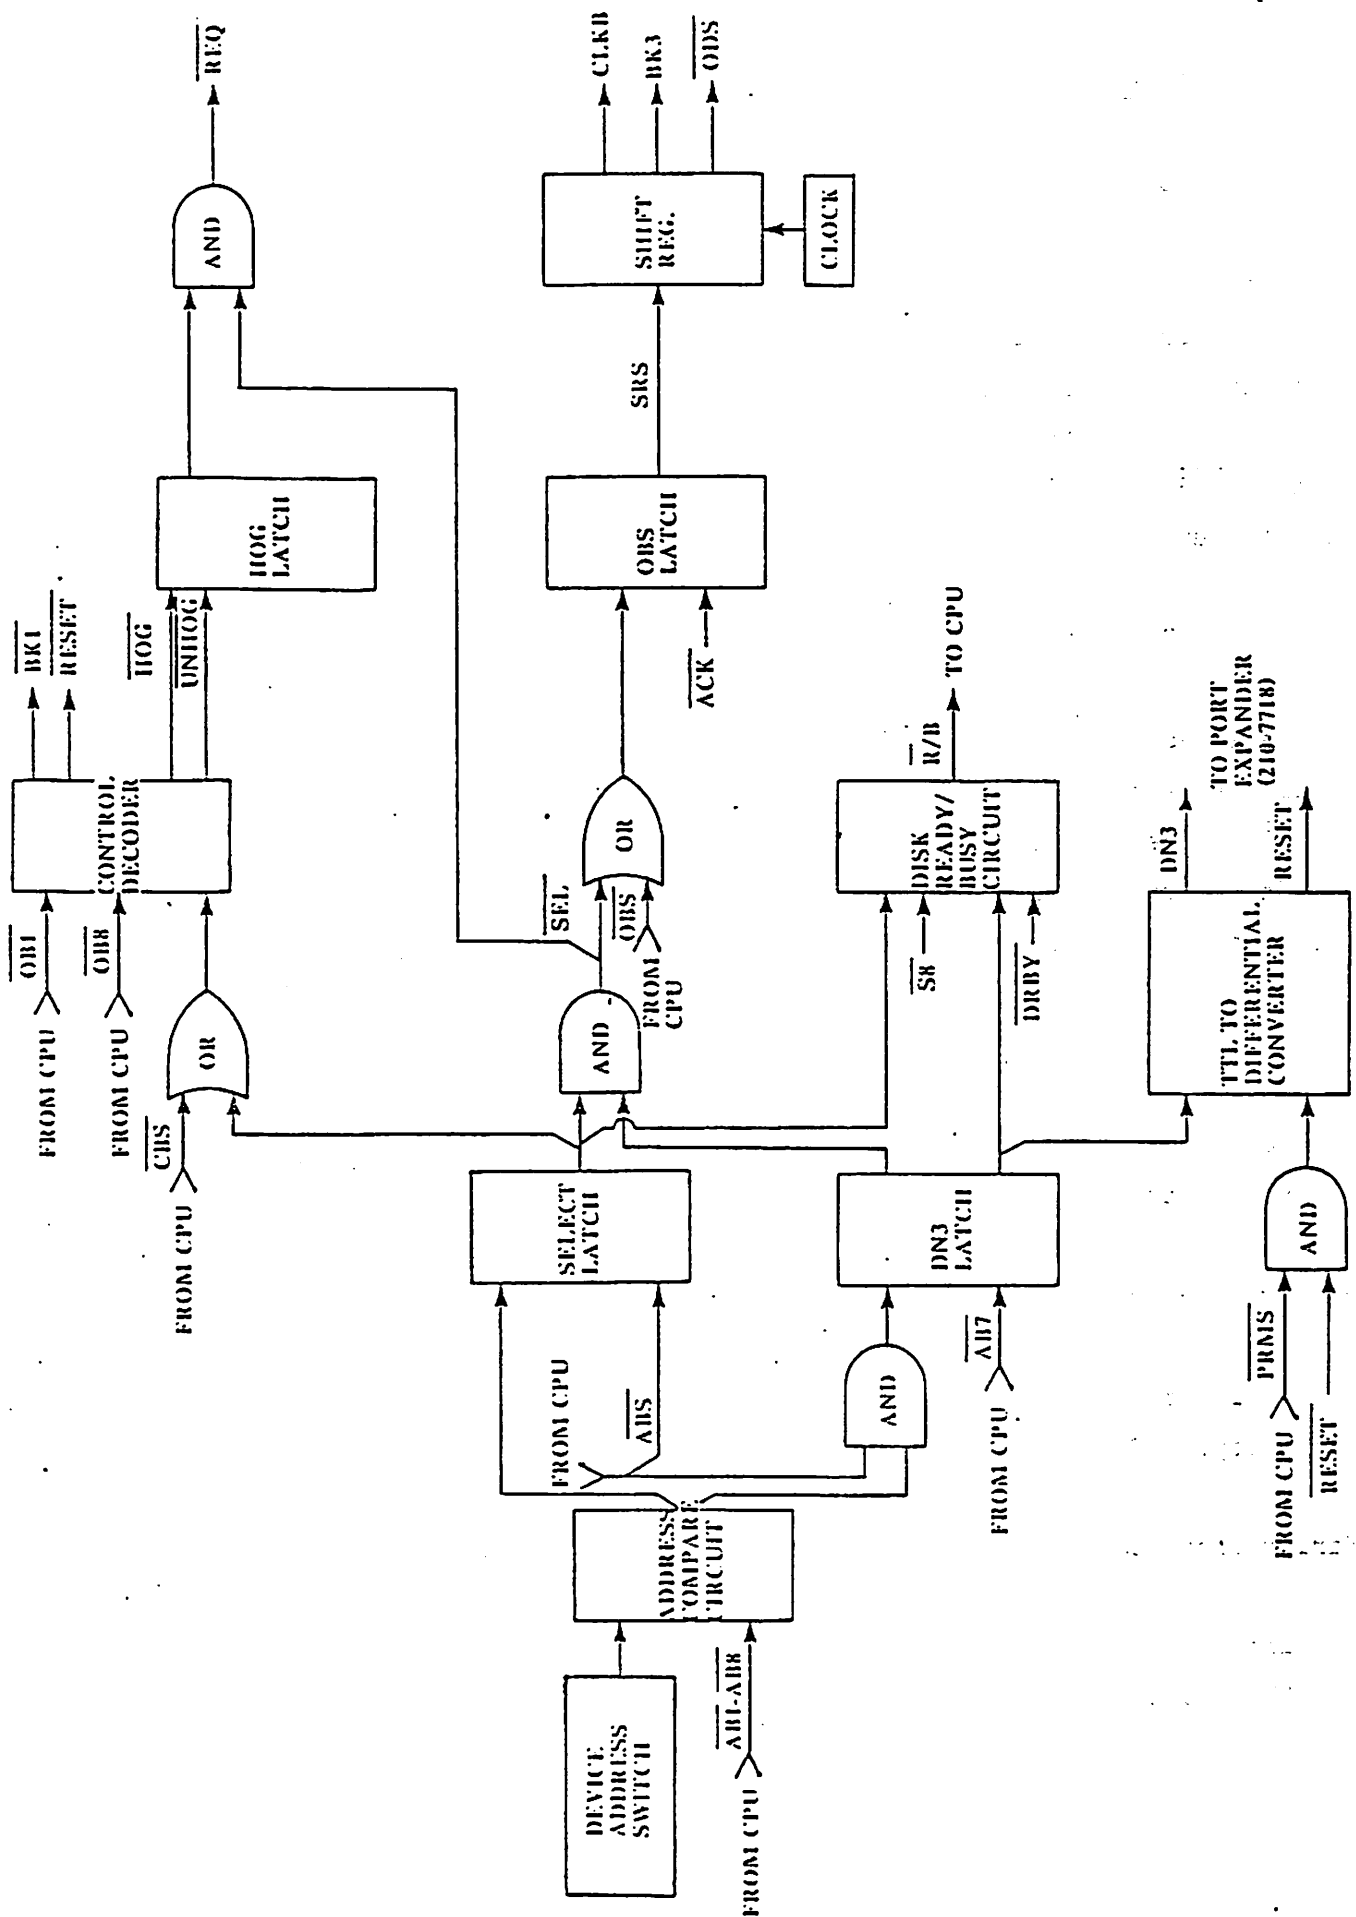 DEVICE
ADDRESS
SWITCH
FROM CPU
AB1-AB8
ADDRESS
COMPARE
CIRCUIT
FROM CPU
ABS
SELECT
LATCH
AND
FROM CPU
AB7
DN3
LATCH
FROM CPU
PRMS
RESET
AND
FROM CPU
CBS
FROM CPU
OB1
FROM CPU
OB8
OR
CONTROL
DECODER
BK1
RESET
HOG
UNHOG
HOG
LATCH
AND
REQ
AND
SEL
OBS
FROM
CPU
OR
ACK
OBS
LATCH
SRS
SHIFT
REG.
CLOCK
CLKB
BK3
ODS
S8
DRBY
DISK
READY/
BUSY
CIRCUIT
R/B
TO CPU
TTL TO
DIFFERENTIAL
CONVERTER
DN3
RESET
TO PORT
EXPANDER
(210-7718)